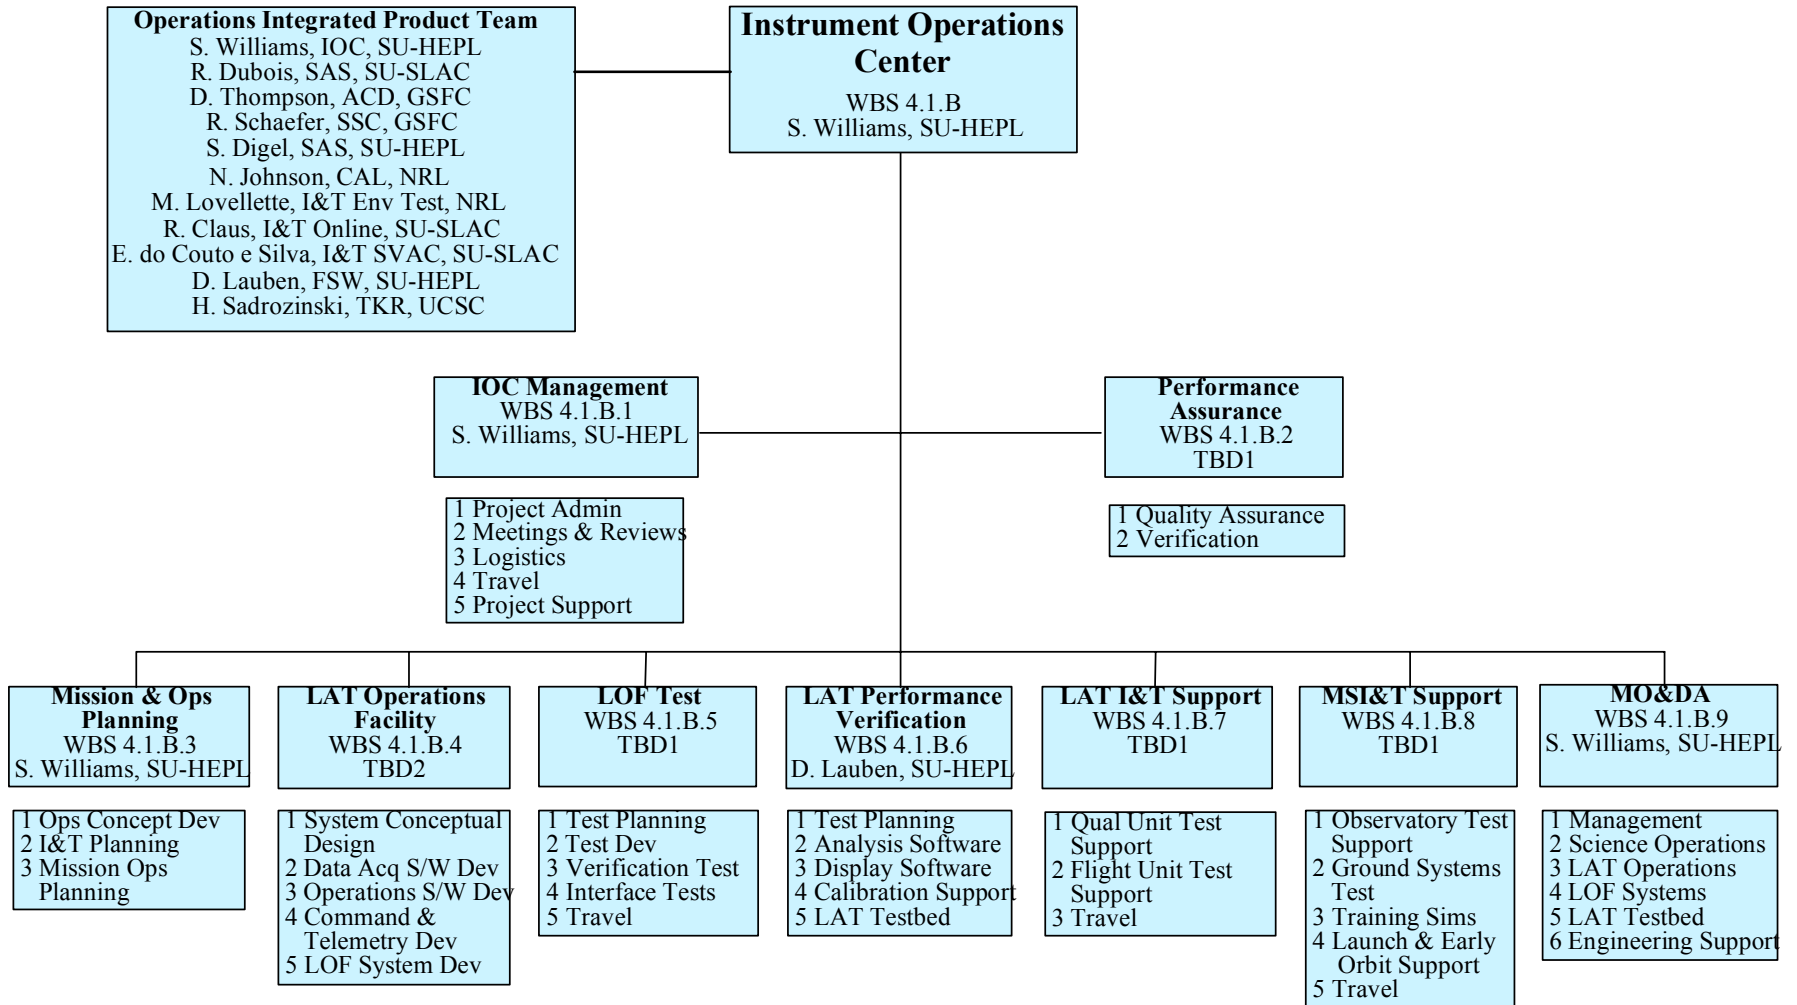 Operations Integrated Product Team
S. Williams, IOC, SU-HEPL
R. Dubois, SAS, SU-SLAC
D. Thompson, ACD, GSFC
R. Schaefer, SSC, GSFC
S. Digel, SAS, SU-HEPL
N. Johnson, CAL, NRL
M. Lovellette, I&T Env Test, NRL
R. Claus, I&T Online, SU-SLAC
E. do Couto e Silva, I&T SVAC, SU-SLAC
D. Lauben, FSW, SU-HEPL
H. Sadrozinski, TKR, UCSC
Instrument Operations
Center
WBS 4.1.B
S. Williams, SU-HEPL
IOC Management
WBS 4.1.B.1
S. Williams, SU-HEPL
1 Project Admin
2 Meetings & Reviews
3 Logistics
4 Travel
5 Project Support
Performance
Assurance
WBS 4.1.B.2
TBD1
1 Quality Assurance
2 Verification
Mission & Ops
Planning
WBS 4.1.B.3
S. Williams, SU-HEPL
1 Ops Concept Dev
2 I&T Planning
3 Mission Ops
Planning
LAT Operations
Facility
WBS 4.1.B.4
TBD2
1 System Conceptual
Design
2 Data Acq S/W Dev
3 Operations S/W Dev
4 Command &
Telemetry Dev
5 LOF System Dev
LOF Test
WBS 4.1.B.5
TBD1
1 Test Planning
2 Test Dev
3 Verification Test
4 Interface Tests
5 Travel
LAT Performance
Verification
WBS 4.1.B.6
D. Lauben, SU-HEPL
1 Test Planning
2 Analysis Software
3 Display Software
4 Calibration Support
5 LAT Testbed
LAT I&T Support
WBS 4.1.B.7
TBD1
1 Qual Unit Test
Support
2 Flight Unit Test
Support
3 Travel
MSI&T Support
WBS 4.1.B.8
TBD1
1 Observatory Test
Support
2 Ground Systems
Test
3 Training Sims
4 Launch & Early
Orbit Support
5 Travel
MO&DA
WBS 4.1.B.9
S. Williams, SU-HEPL
1 Management
2 Science Operations
3 LAT Operations
4 LOF Systems
5 LAT Testbed
6 Engineering Support